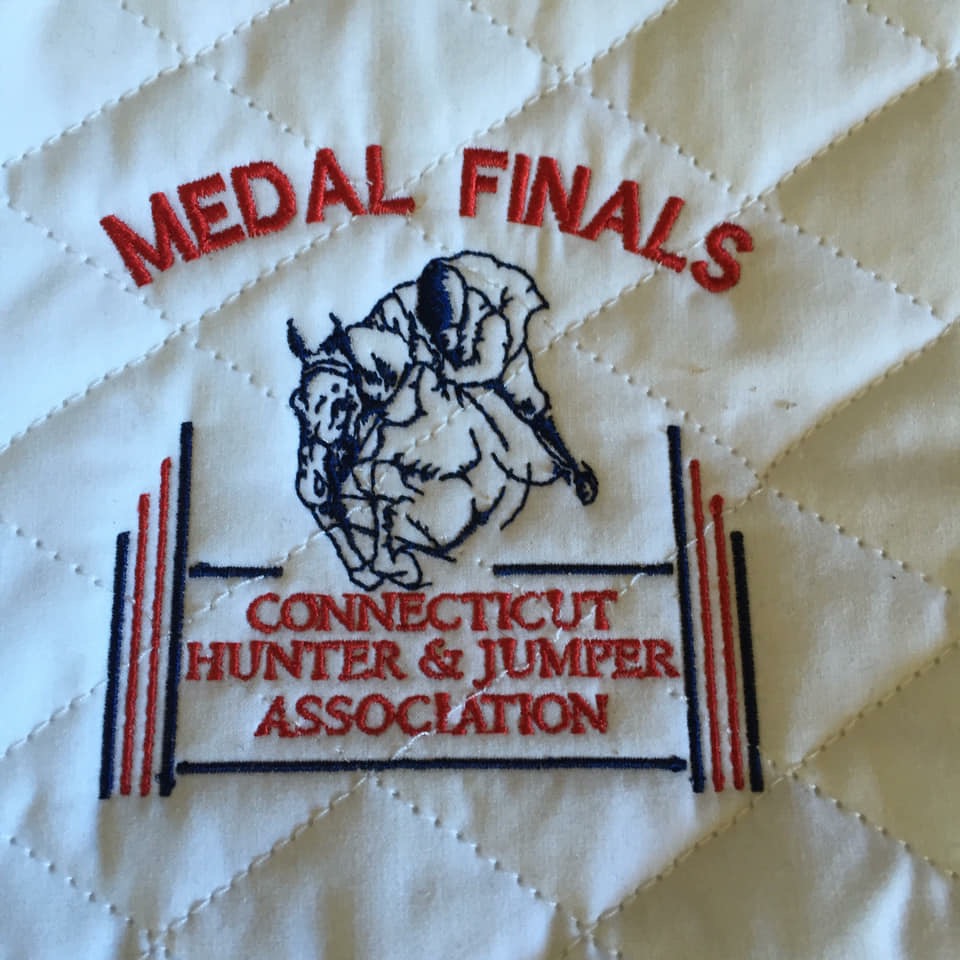 MEDAL FINALS
CONNECTICUT
HUNTER & JUMPER
ASSOCIATION